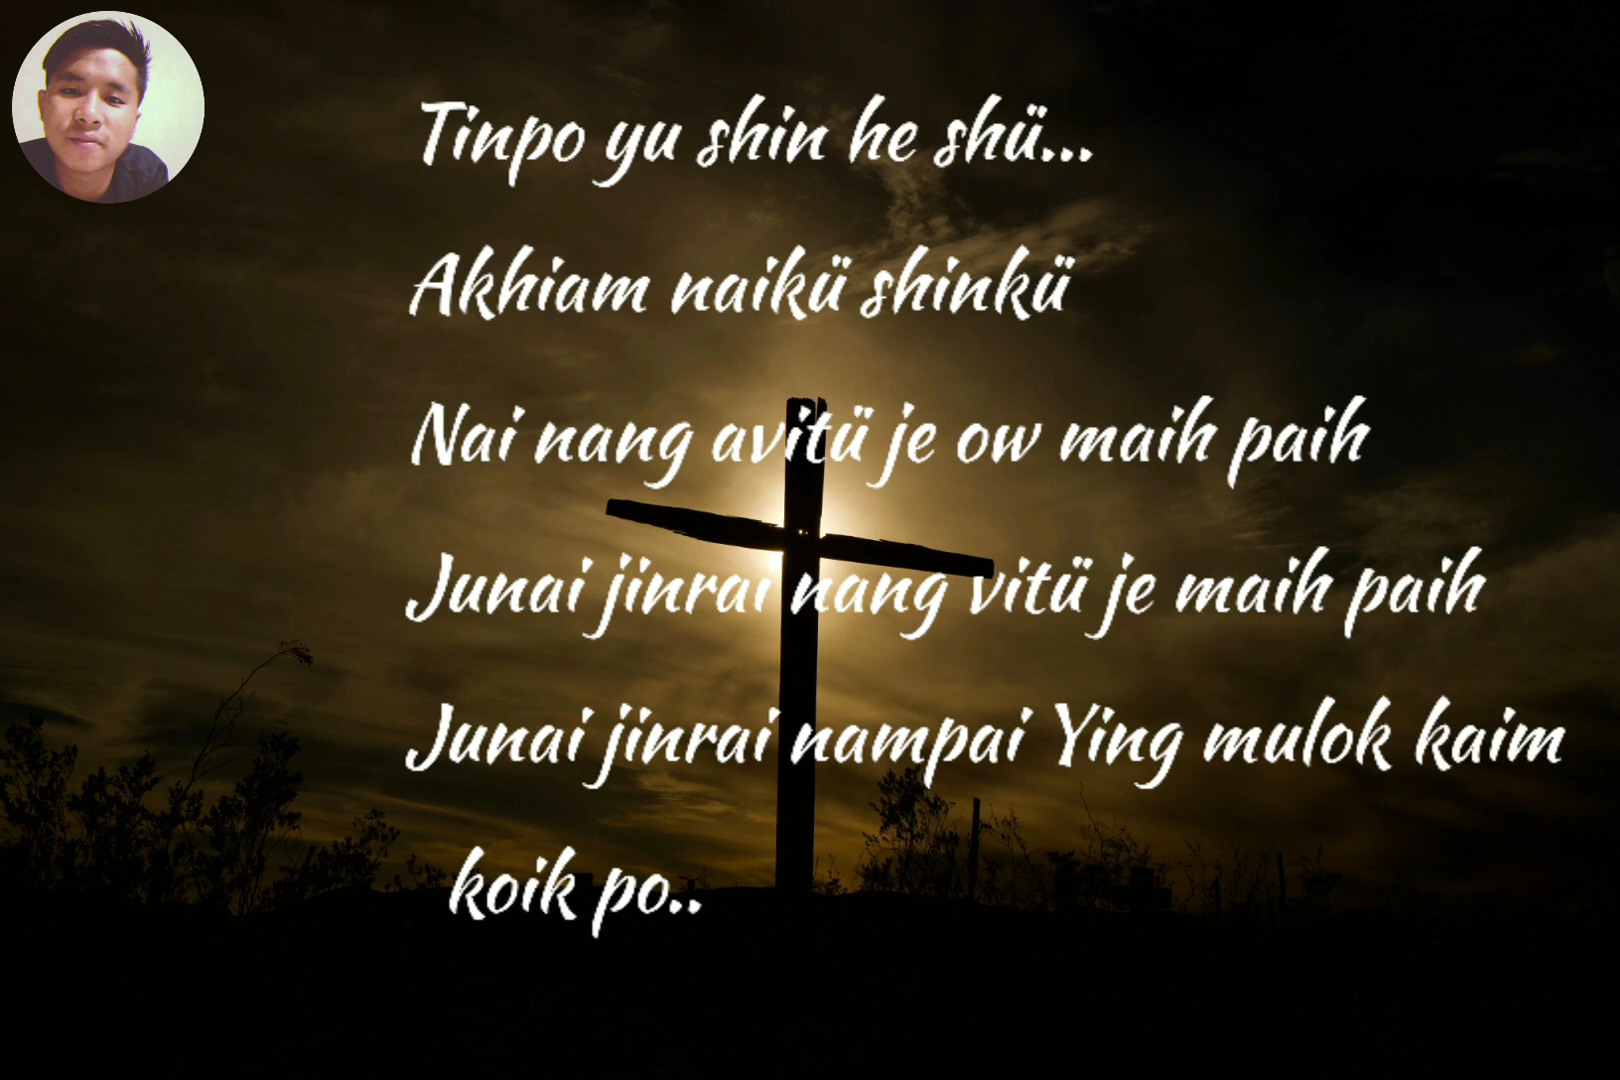 Tinpo yu shin he shü...
Akhiam naikü shinkü
Nai nang avitü je ow maih paih
Junai jinrai nang vitü je maih paih
Junai jinrai nampai Ying mulok kaim
koik po..